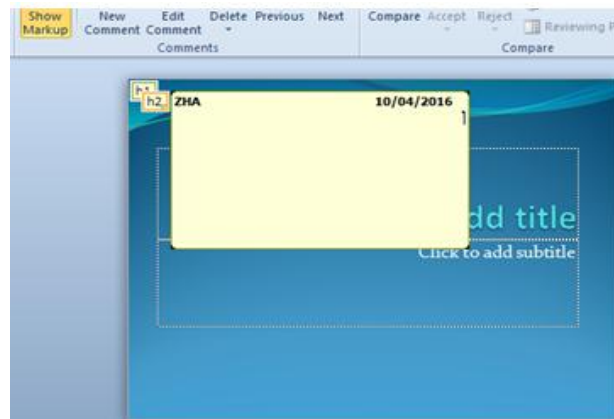 Show New Edit Delete Previous Next Compare Accept Reject
Markup Comment Comment Reviewing P
Comments Compare
h1
h2 ZHA 10/04/2016
dd title
Click to add subtitle